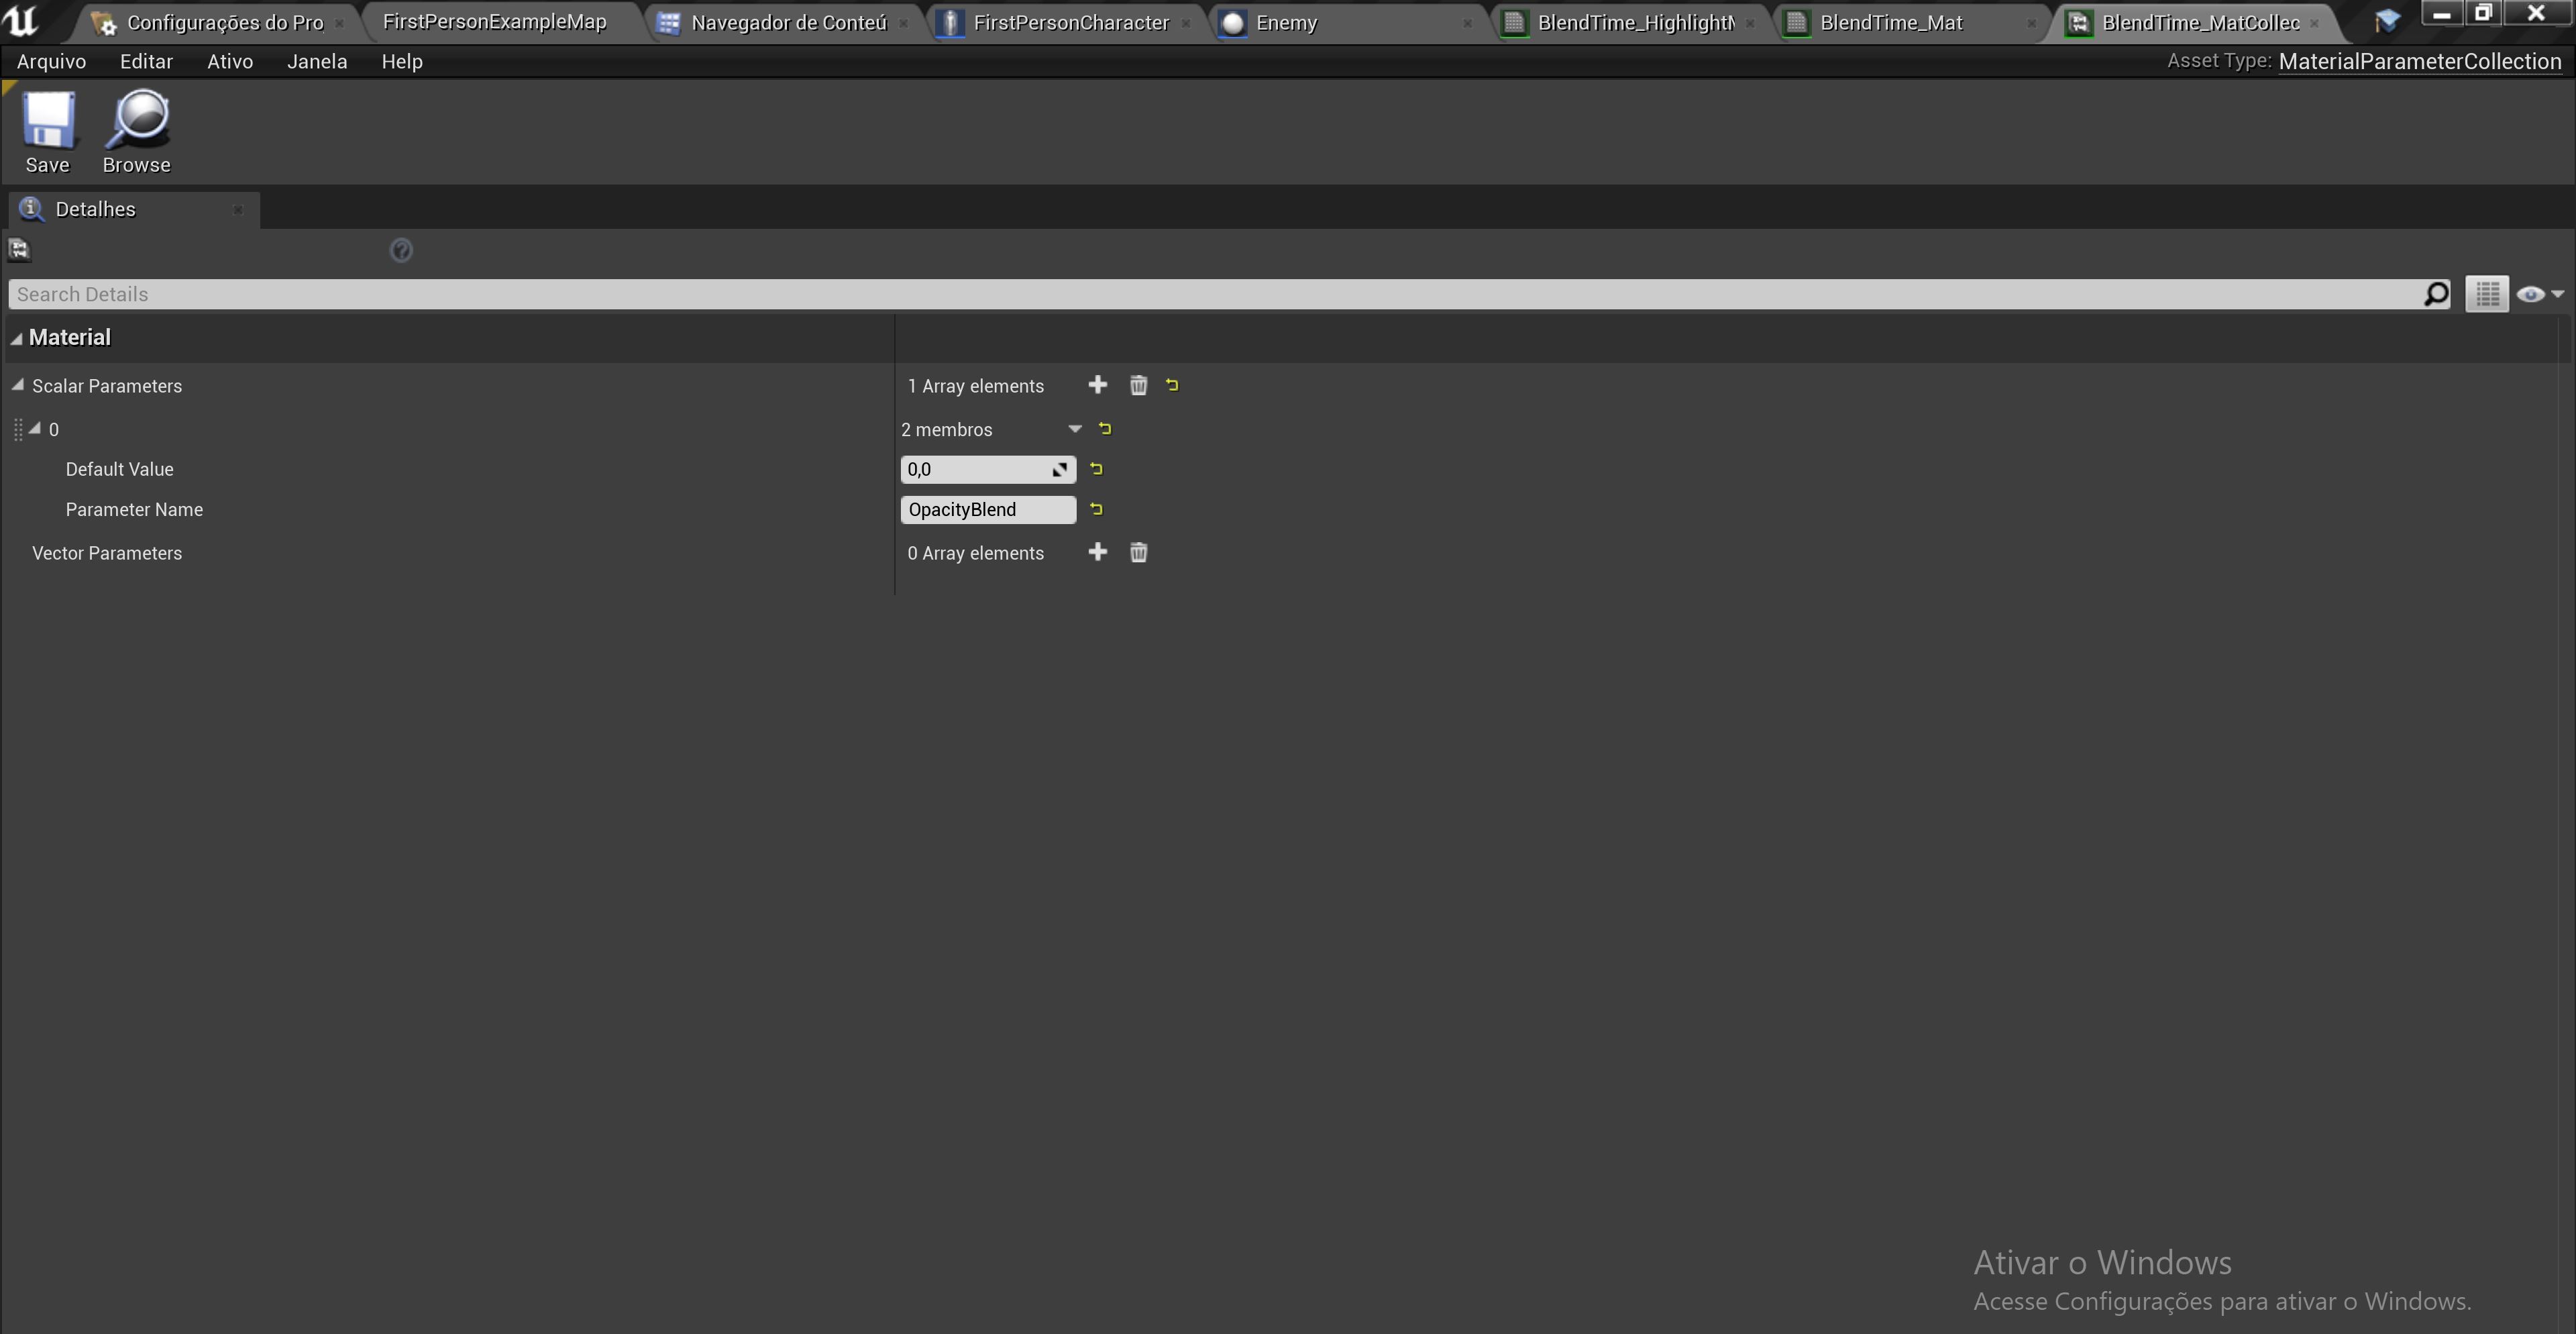 Configurações do Pro
FirstPersonExampleMap
Navegador de Conteú
FirstPersonCharacter
Enemy
BlendTime_HighlightM
BlendTime_Mat
BlendTime_MatCollec
Arquivo Editar Ativo Janela Help
Asset Type: MaterialParameterCollection
Save Browse
Detalhes
Search Details
Material
Scalar Parameters 1 Array elements
0 2 membros
Default Value 0,0
Parameter Name OpacityBlend
Vector Parameters 0 Array elements
Ativar o Windows
Acesse Configurações para ativar o Windows.